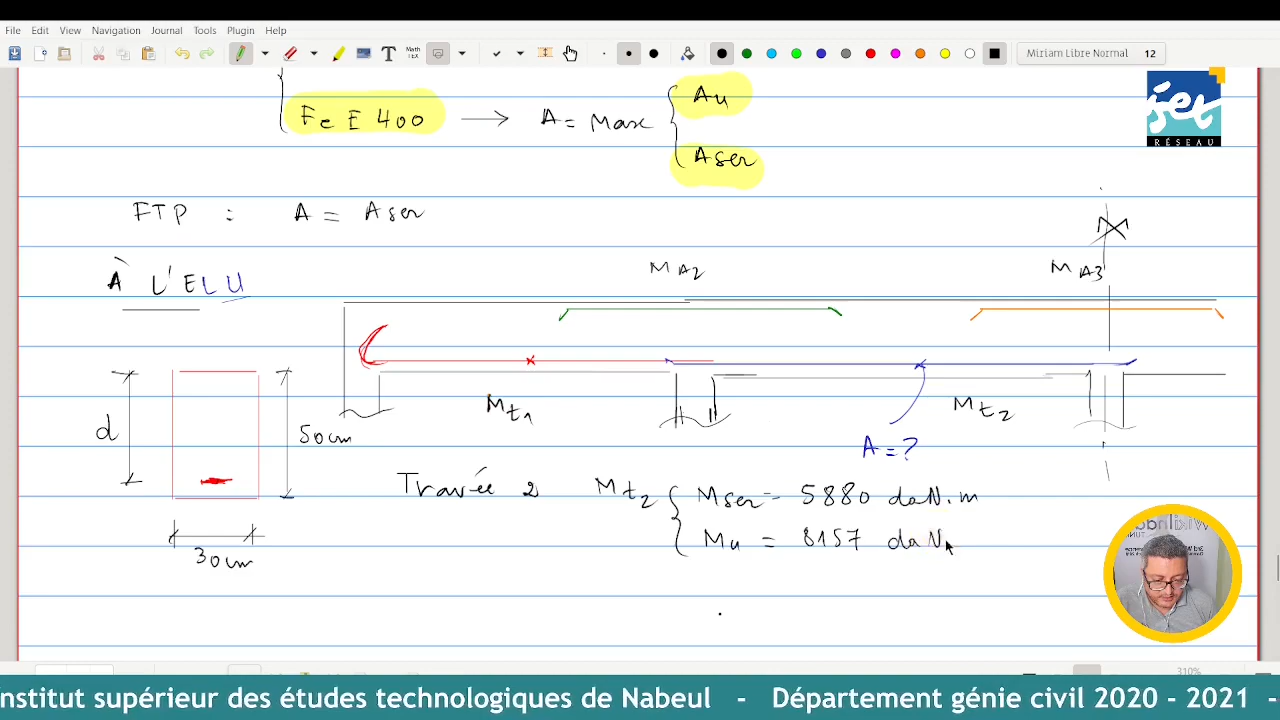 File Edit View Navigation Journal Tools Plugin Help
Miriam Libre Normal 12
Fe E 400 → A = Max { Au
Aser
RÉSEAU
FTP : A = Aser
À L'ELU
MA2 MA3
d 50cm Mt1 Mt2
A = ?
30cm
Travée 2 Mt2 { Mser = 5880 daN.m
Mu = 8157 daN
310%
Institut supérieur des études technologiques de Nabeul - Département génie civil 2020 - 2021 -